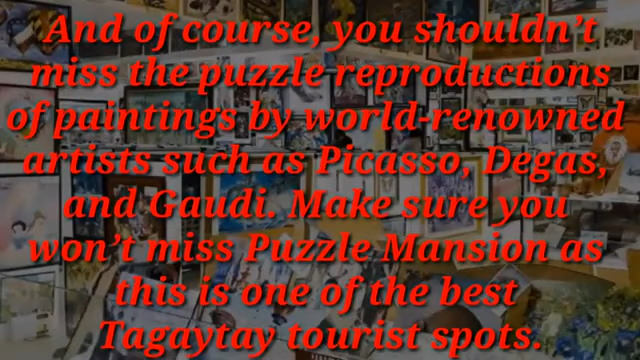 And of course, you shouldn't
miss the puzzle reproductions
of paintings by world-renowned
artists such as Picasso, Degas,
and Gaudi. Make sure you
won't miss Puzzle Mansion as
this is one of the best
Tagaytay tourist spots.